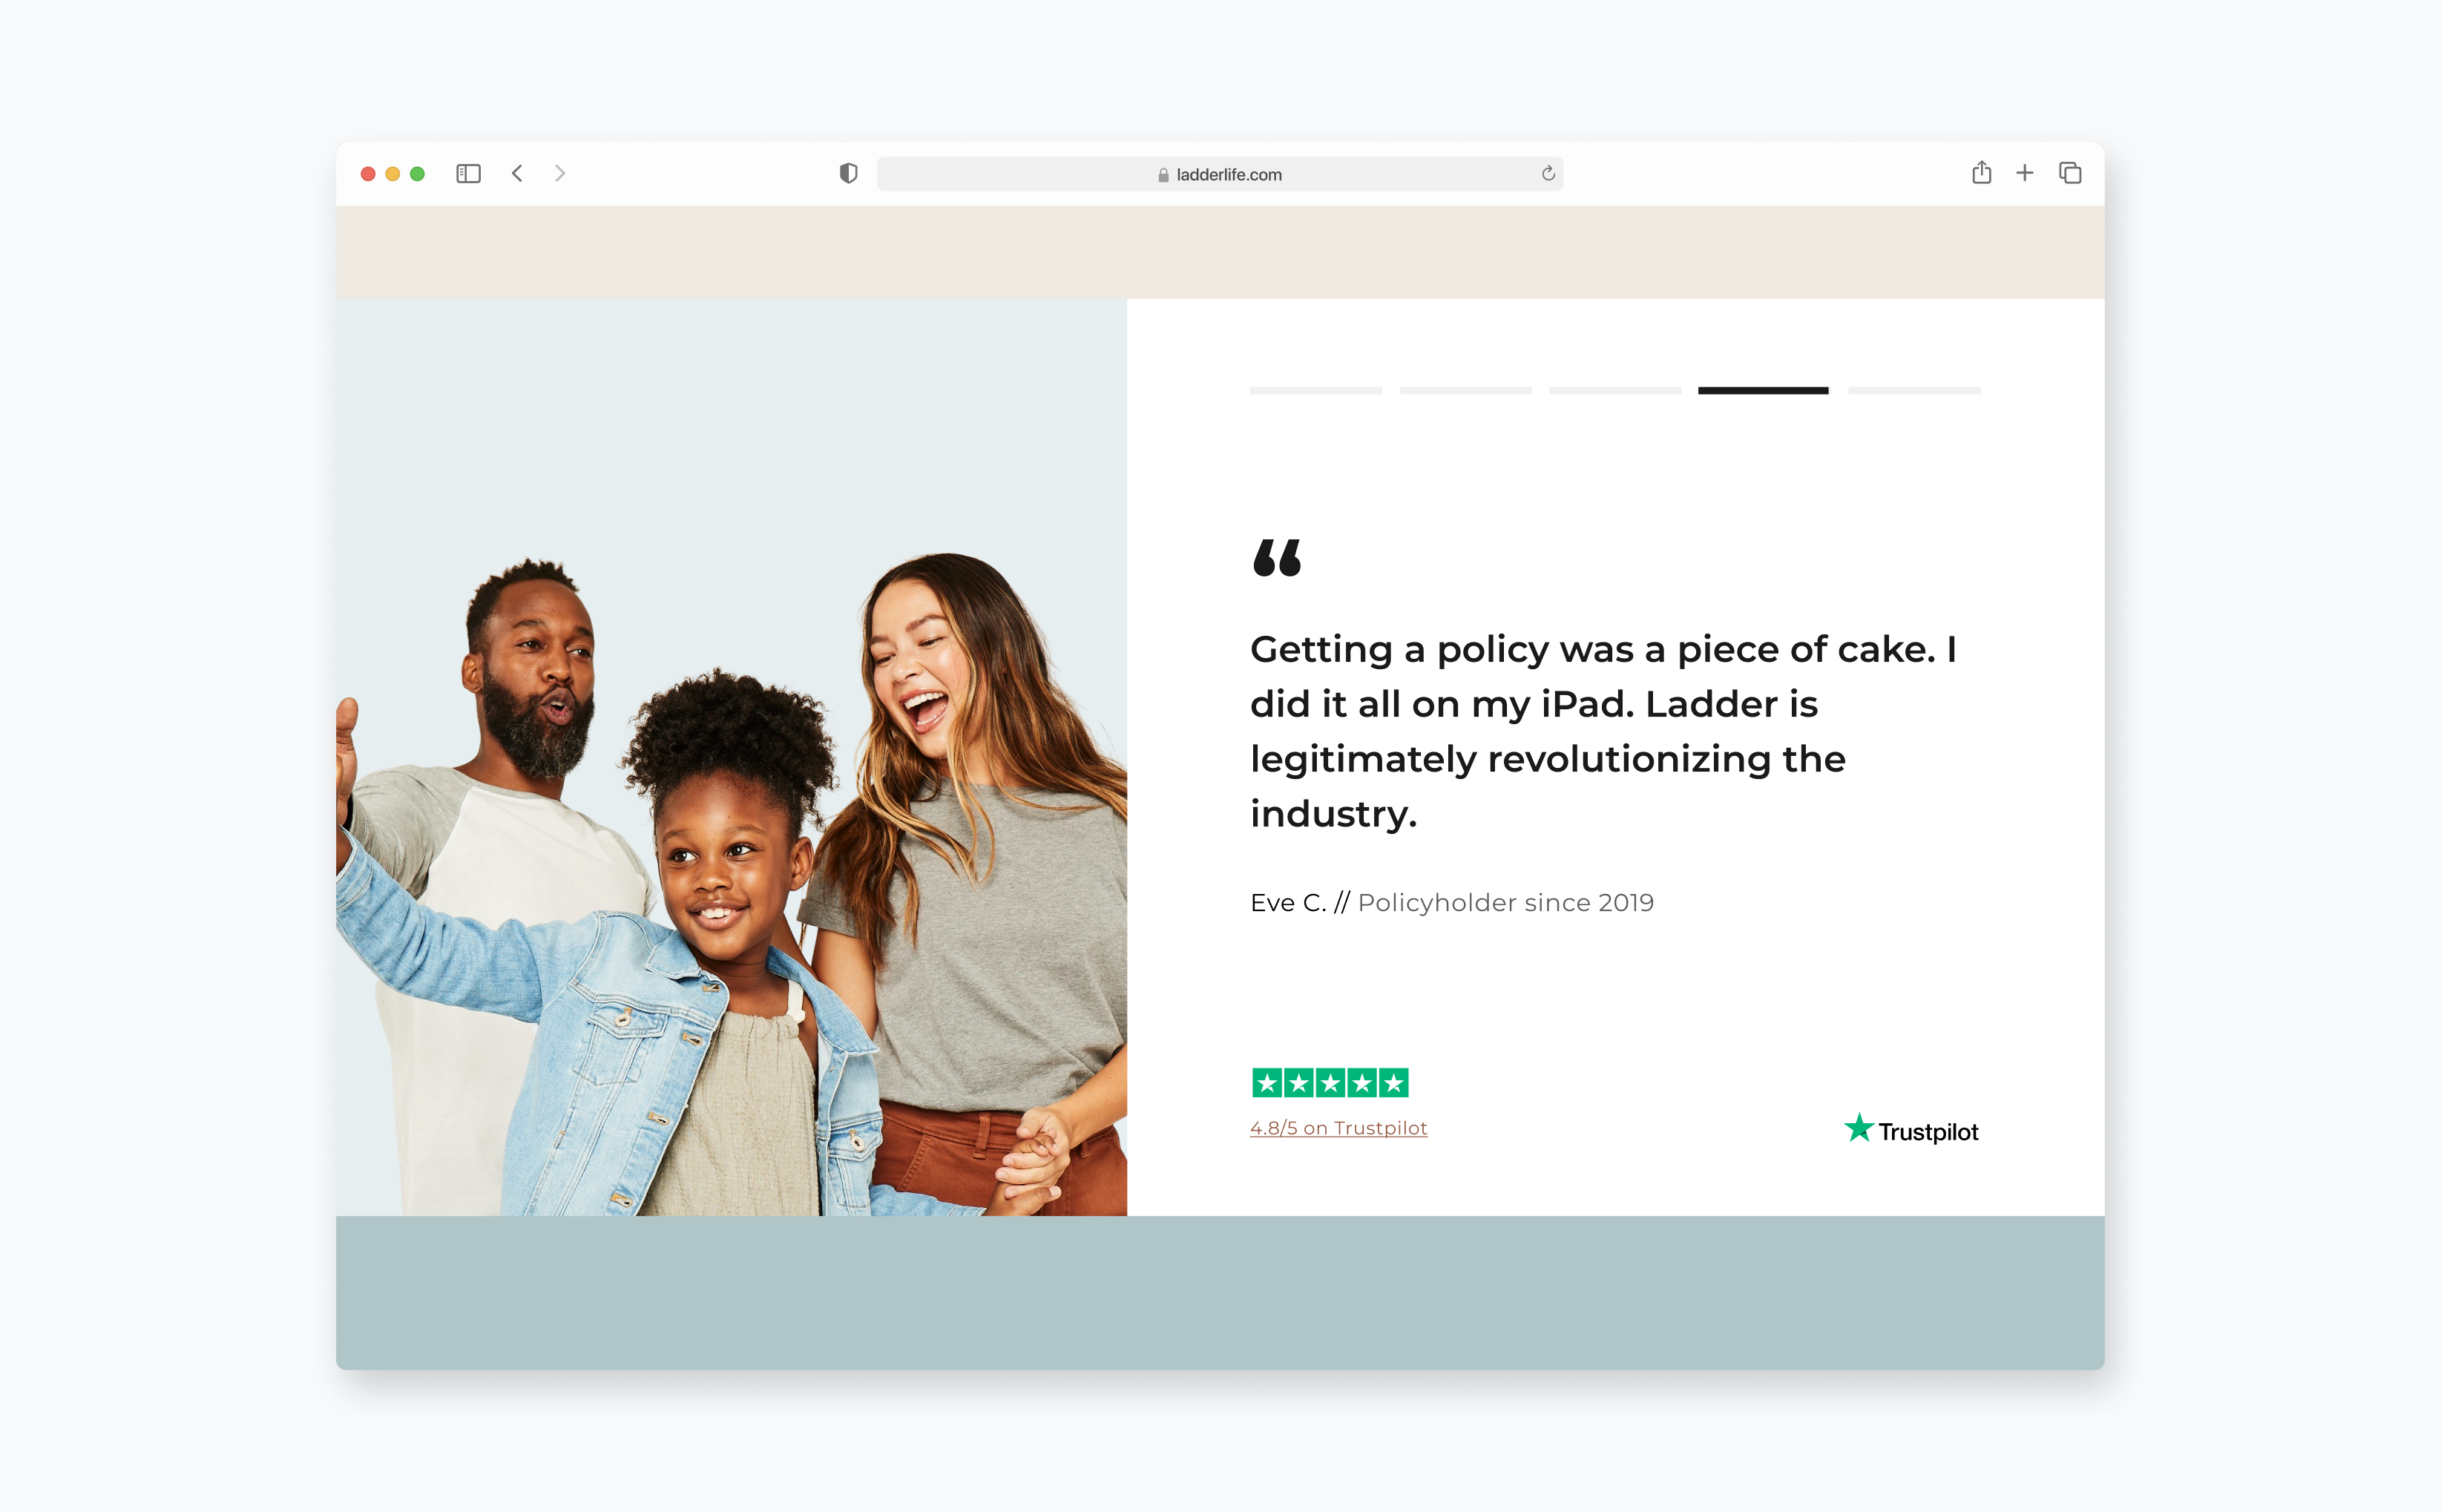 ladderlife.com
“
Getting a policy was a piece of cake. I
did it all on my iPad. Ladder is
legitimately revolutionizing the
industry.
Eve C. // Policyholder since 2019
4.8/5 on Trustpilot
Trustpilot